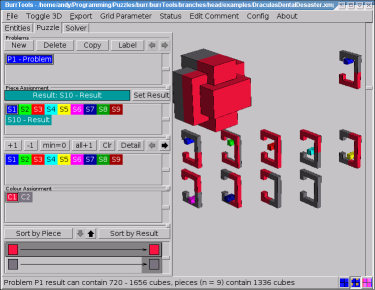 BurrTools - /home/andy/Programming/Puzzles/burr/burrTools/branches/head/examples/DraculasDentalDesaster.xmp
File Toggle 3D Export Grid Parameter Status Edit Comment Config About
Entities Puzzle Solver
Problems
New Delete Copy Label
P1 - Problem
Piece Assignment
Result: S10 - Result Set Result
S1 S2 S3 S4 S5 S6 S7 S8 S9
S10 - Result
+1 -1 min=0 all+1 Clr Detail
S1 S2 S3 S4 S5 S6 S7 S8 S9
Colour Assignment
C1 C2
Sort by Piece Sort by Result
Problem P1 result can contain 720 - 1656 cubes, pieces (n = 9) contain 1336 cubes